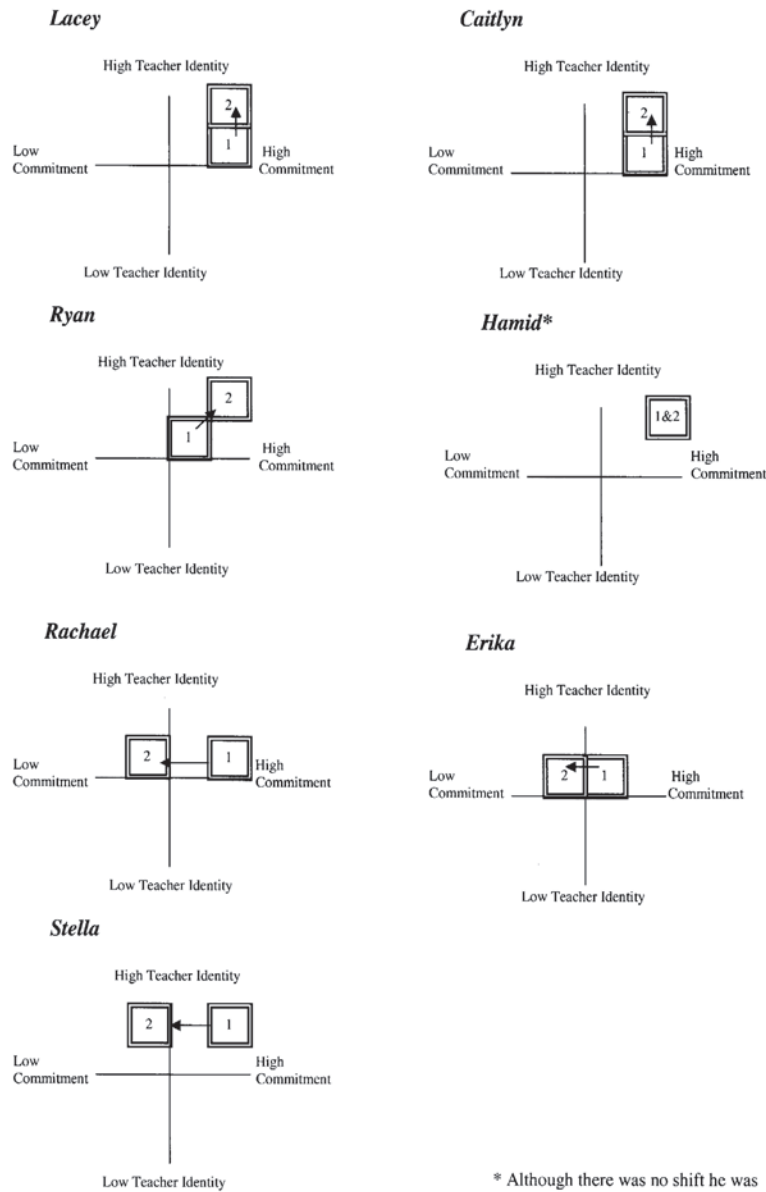 Lacey
High Teacher Identity
2
1
Low
Commitment
High
Commitment
Low Teacher Identity
Caitlyn
High Teacher Identity
2
1
Low
Commitment
High
Commitment
Low Teacher Identity
Ryan
High Teacher Identity
2
1
Low
Commitment
High
Commitment
Low Teacher Identity
Hamid*
High Teacher Identity
1&2
Low
Commitment
High
Commitment
Low Teacher Identity
Rachael
High Teacher Identity
2
1
Low
Commitment
High
Commitment
Low Teacher Identity
Erika
High Teacher Identity
2
1
Low
Commitment
High
Commitment
Low Teacher Identity
Stella
High Teacher Identity
2
1
Low
Commitment
High
Commitment
Low Teacher Identity
* Although there was no shift he was